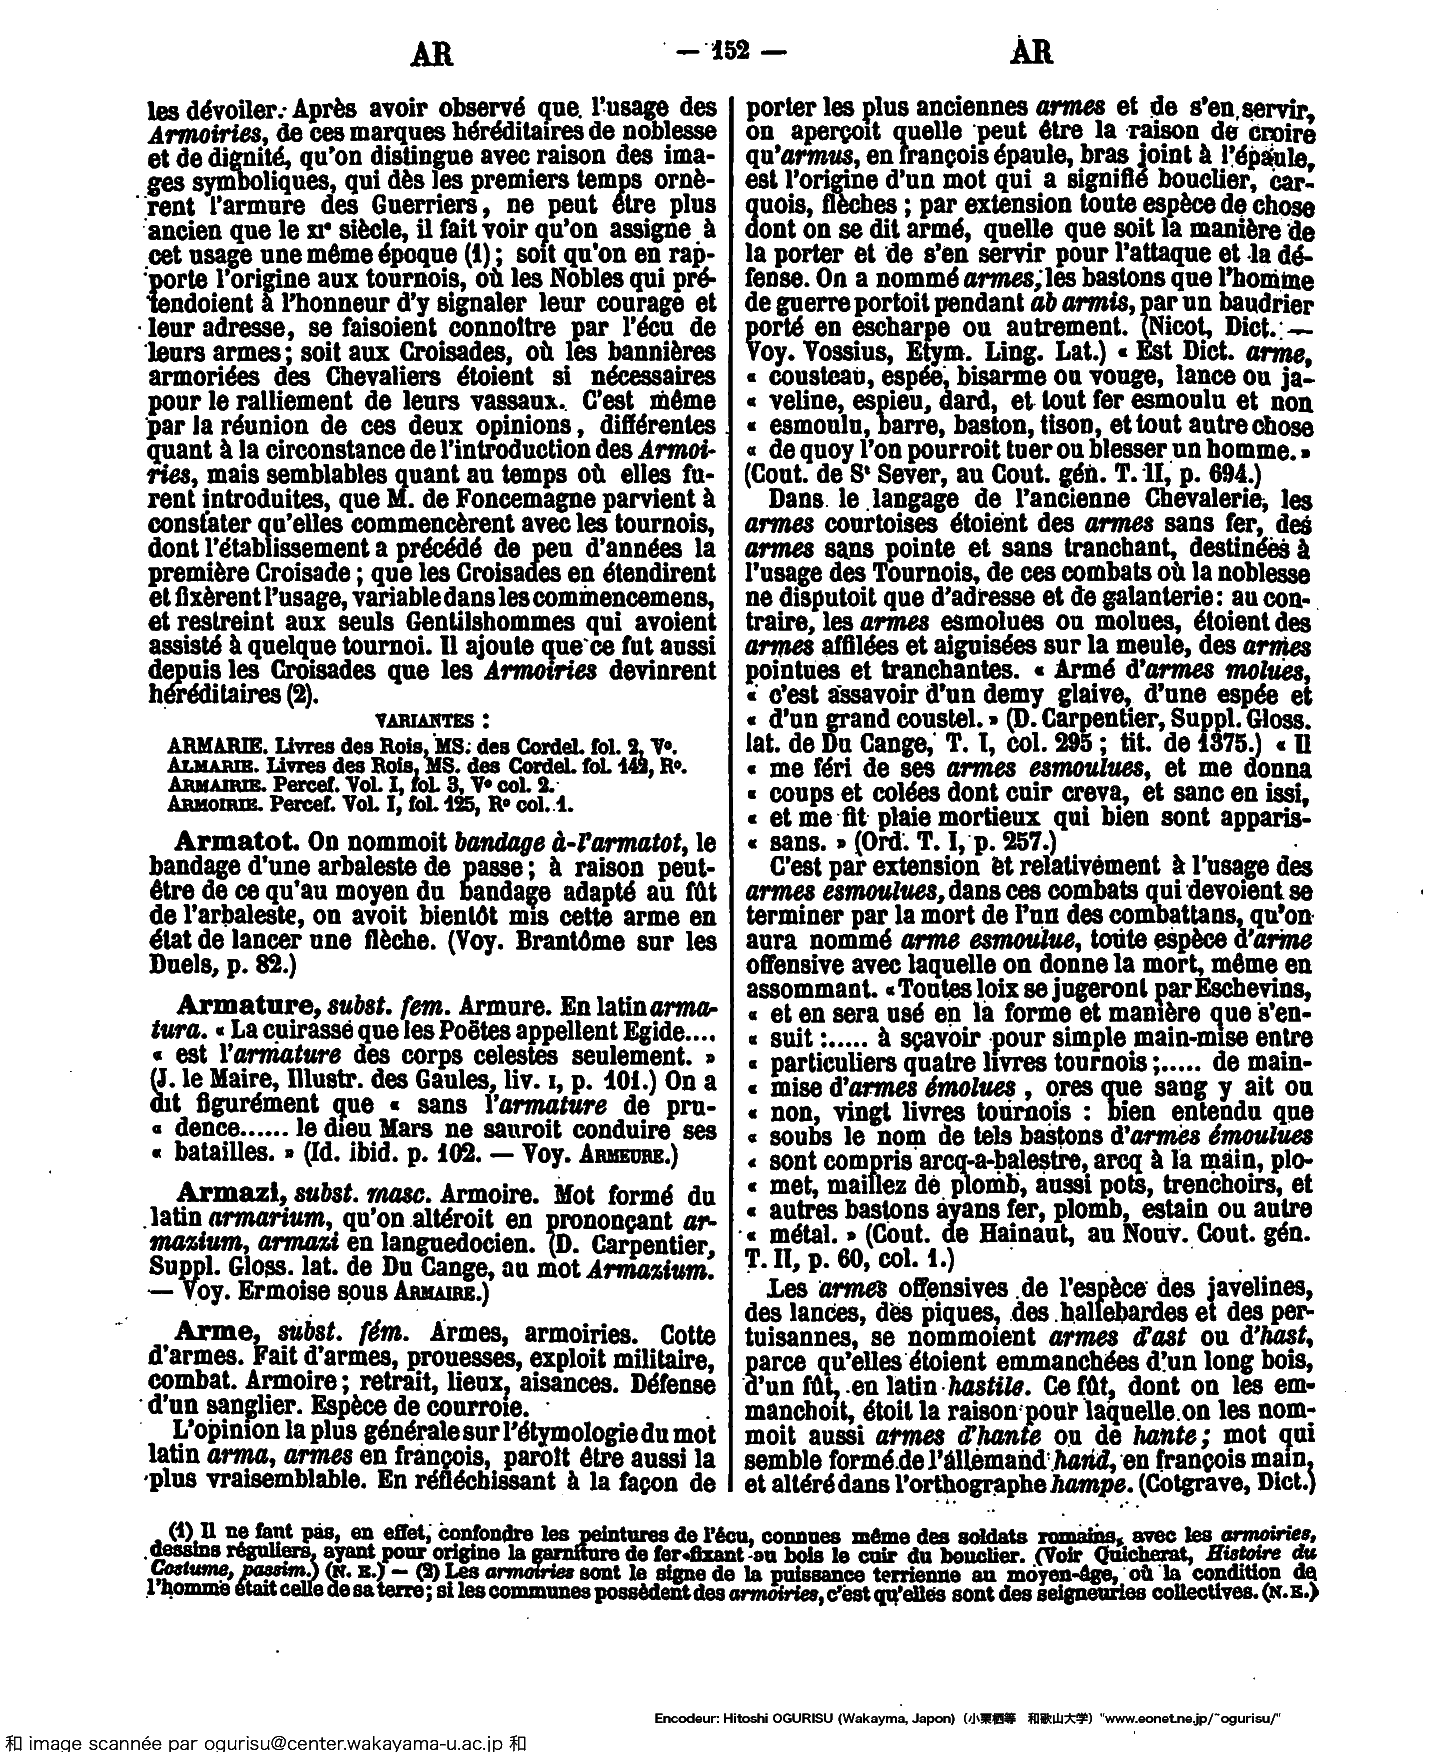 AR — 152 — AR
les dévoiler. Après avoir observé que l'usage des
Armoiries, de ces marques héréditaires de noblesse
et de dignité, qu'on distingue avec raison des ima-
ges symboliques, qui dès les premiers temps ornè-
rent l'armure des Guerriers, ne peut être plus
ancien que le XIe siècle, il fait voir qu'on assigne à
cet usage une même époque (1); soit qu'on en rap-
porte l'origine aux tournois, où les Nobles qui pré-
tendoient à l'honneur d'y signaler leur courage et
leur adresse, se faisoient connoître par l'écu de
leurs armes; soit aux Croisades, où les bannières
armoriées des Chevaliers étoient si nécessaires
pour le ralliement de leurs vassaux. C'est même
par la réunion de ces deux opinions, différentes
quant à la circonstance de l'introduction des Armoi-
ries, mais semblables quant au temps où elles fu-
rent introduites, que M. de Foncemagne parvient à
constater qu'elles commencèrent avec les tournois,
dont l'établissement a précédé de peu d'années la
première Croisade; que les Croisades en étendirent
et fixèrent l'usage, variable dans les commencemens,
et restreint aux seuls Gentilshommes qui avoient
assisté à quelque tournoi. Il ajoute que ce fut aussi
depuis les Croisades que les Armoiries devinrent
héréditaires (2).
VARIANTES :
ARMARIE. Livres des Rois, MS. des Cordel. fol. 2, Vo.
ALMARIE. Livres des Rois, MS. des Cordel. fol. 142, Ro.
ARMAIRIE. Percef. Vol. I, fol. 3, Vo col. 2.
ARMOIRIE. Percef. Vol. I, fol. 125, Ro col. 1.
Armatot. On nommoit bandage à-l'armatot, le
bandage d'une arbaleste de passe; à raison peut-
être de ce qu'au moyen du bandage adapté au fût
de l'arbaleste, on avoit bientôt mis cette arme en
état de lancer une flèche. (Voy. Brantôme sur les
Duels, p. 82.)
Armature, subst. fem. Armure. En latin arma-
tura. « La cuirasse que les Poëtes appellent Egide....
« est l'armature des corps celestes seulement. »
(J. le Maire, Illustr. des Gaules, liv. I, p. 101.) On a
dit figurément que « sans l'armature de pru-
« dence...... le dieu Mars ne sauroit conduire ses
« batailles. » (Id. ibid. p. 102. — Voy. ARMEURE.)
Armazi, subst. masc. Armoire. Mot formé du
latin armarium, qu'on altéroit en prononçant ar-
mazium, armazi en languedocien. (D. Carpentier,
Suppl. Gloss. lat. de Du Cange, au mot Armazium.
— Voy. Ermoise sous ARMAIRE.)
Arme, subst. fém. Armes, armoiries. Cotte
d'armes. Fait d'armes, prouesses, exploit militaire,
combat. Armoire; retrait, lieux, aisances. Défense
d'un sanglier. Espèce de courroie.
L'opinion la plus générale sur l'étymologie du mot
latin arma, armes en françois, paroît être aussi la
plus vraisemblable. En réfléchissant à la façon de
porter les plus anciennes armes et de s'en servir,
on aperçoit quelle peut être la raison de croire
qu'armus, en françois épaule, bras joint à l'épaule,
est l'origine d'un mot qui a signifié bouclier, car-
quois, flèches; par extension toute espèce de chose
dont on se dit armé, quelle que soit la manière de
la porter et de s'en servir pour l'attaque et la dé-
fense. On a nommé armes, les bastons que l'homme
de guerre portoit pendant ab armis, par un baudrier
porté en escharpe ou autrement. (Nicot, Dict. —
Voy. Vossius, Etym. Ling. Lat.) « Est Dict. arme,
« cousteau, espée, bisarme ou vouge, lance ou ja-
« veline, espieu, dard, et tout fer esmoulu et non
« esmoulu, barre, baston, tison, et tout autre chose
« de quoy l'on pourroit tuer ou blesser un homme. »
(Cout. de St Sever, au Cout. gén. T. II, p. 694.)
Dans le langage de l'ancienne Chevalerie, les
armes courtoises étoient des armes sans fer, des
armes sans pointe et sans tranchant, destinées à
l'usage des Tournois, de ces combats où la noblesse
ne disputoit que d'adresse et de galanterie: au con-
traire, les armes esmolues ou molues, étoient des
armes affilées et aiguisées sur la meule, des armes
pointues et tranchantes. « Armé d'armes molues,
« c'est assavoir d'un demy glaive, d'une espée et
« d'un grand coustel. » (D. Carpentier, Suppl. Gloss.
lat. de Du Cange, T. I, col. 295; tit. de 1375.) « Il
« me féri de ses armes esmoulues, et me donna
« coups et colées dont cuir creva, et sanc en issi,
« et me fit plaie mortieux qui bien sont apparis-
« sans. » (Ord. T. I, p. 257.)
C'est par extension et relativement à l'usage des
armes esmoulues, dans ces combats qui devoient se
terminer par la mort de l'un des combattans, qu'on
aura nommé arme esmoulue, toute espèce d'arme
offensive avec laquelle on donne la mort, même en
assommant. « Toutes loix se jugeront par Eschevins,
« et en sera usé en la forme et manière que s'en-
« suit :..... à sçavoir pour simple main-mise entre
« particuliers quatre livres tournois;..... de main-
« mise d'armes émolues, ores que sang y ait ou
« non, vingt livres tournois : bien entendu que
« soubs le nom de tels bastons d'armes émoulues
« sont compris arcq-a-balestre, arcq à la main, plo-
« met, maillez de plomb, aussi pots, trenchoirs, et
« autres bastons ayans fer, plomb, estain ou autre
« métal. » (Cout. de Hainaut, au Nouv. Cout. gén.
T. II, p. 60, col. 1.)
Les armes offensives de l'espèce des javelines,
des lances, des piques, des hallebardes et des per-
tuisannes, se nommoient armes d'ast ou d'hast,
parce qu'elles étoient emmanchées d'un long bois,
d'un fût, en latin hastile. Ce fût, dont on les em-
manchoit, étoit la raison pour laquelle on les nom-
moit aussi armes d'hante ou de hante; mot qui
semble formé de l'allemand hand, en françois main,
et altéré dans l'orthographe hampe. (Cotgrave, Dict.)
(1) Il ne fant pas, en effet, confondre les peintures de l'écu, connues même des soldats romains, avec les armoiries,
dessins réguliers, ayant pour origine la garniture de fer fixant au bois le cuir du bouclier. (Voir Quicherat, Histoire du
Costume, passim.) (N. E.) — (2) Les armoiries sont le signe de la puissance terrienne au moyen-âge, où la condition de
l'homme était celle de sa terre; si les communes possèdent des armoiries, c'est qu'elles sont des seigneuries collectives. (N. E.)
Encodeur: Hitoshi OGURISU (Wakayma, Japon) (小栗栖等 和歌山大学) "www.eonet.ne.jp/~ogurisu/"
和 image scannée par ogurisu@center.wakayama-u.ac.jp 和